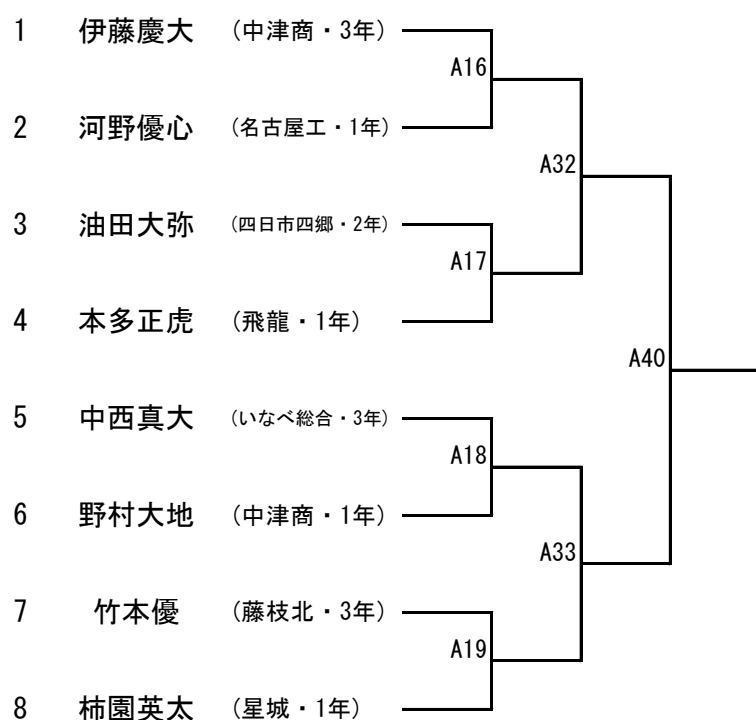 1 伊藤慶大 (中津商・3年)
A16
2 河野優心 (名古屋工・1年)
A32
3 油田大弥 (四日市四郷・2年)
A17
4 本多正虎 (飛龍・1年)
A40
5 中西真大 (いなべ総合・3年)
A18
6 野村大地 (中津商・1年)
A33
7 竹本優 (藤枝北・3年)
A19
8 柿園英太 (星城・1年)